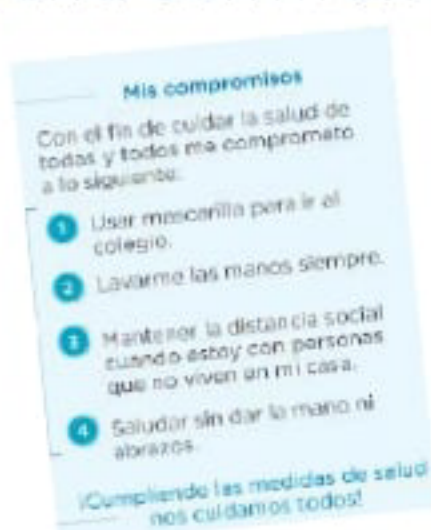 Mis compromisos
Con el fin de cuidar la salud de
todas y todos me comprometo
a lo siguiente:
1 Usar mascarilla para ir al
colegio.
2 Lavarme las manos siempre.
3 Mantener la distancia social
cuando estoy con personas
que no viven en mi casa.
4 Saludar sin dar la mano ni
abrazos.
¡Cumpliendo las medidas de salud
nos cuidamos todos!